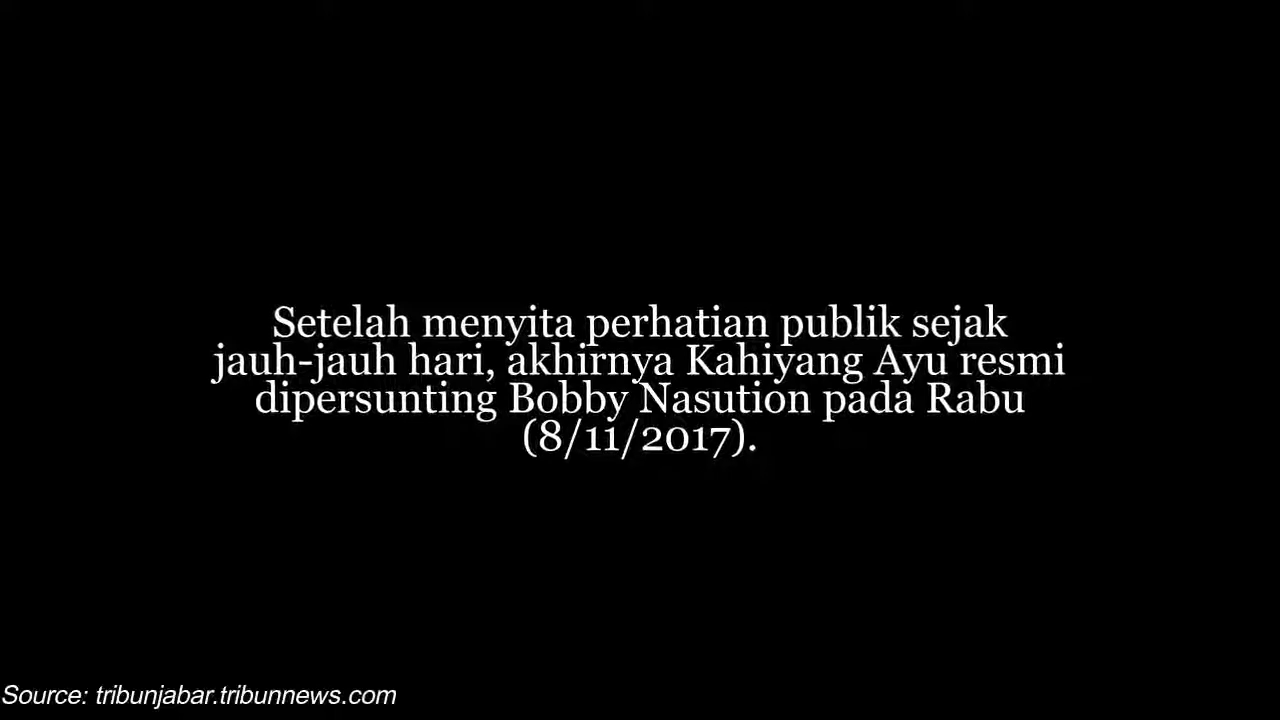 Setelah menyita perhatian publik sejak
jauh-jauh hari, akhirnya Kahiyang Ayu resmi
dipersunting Bobby Nasution pada Rabu
(8/11/2017).
Source: tribunjabar.tribunnews.com